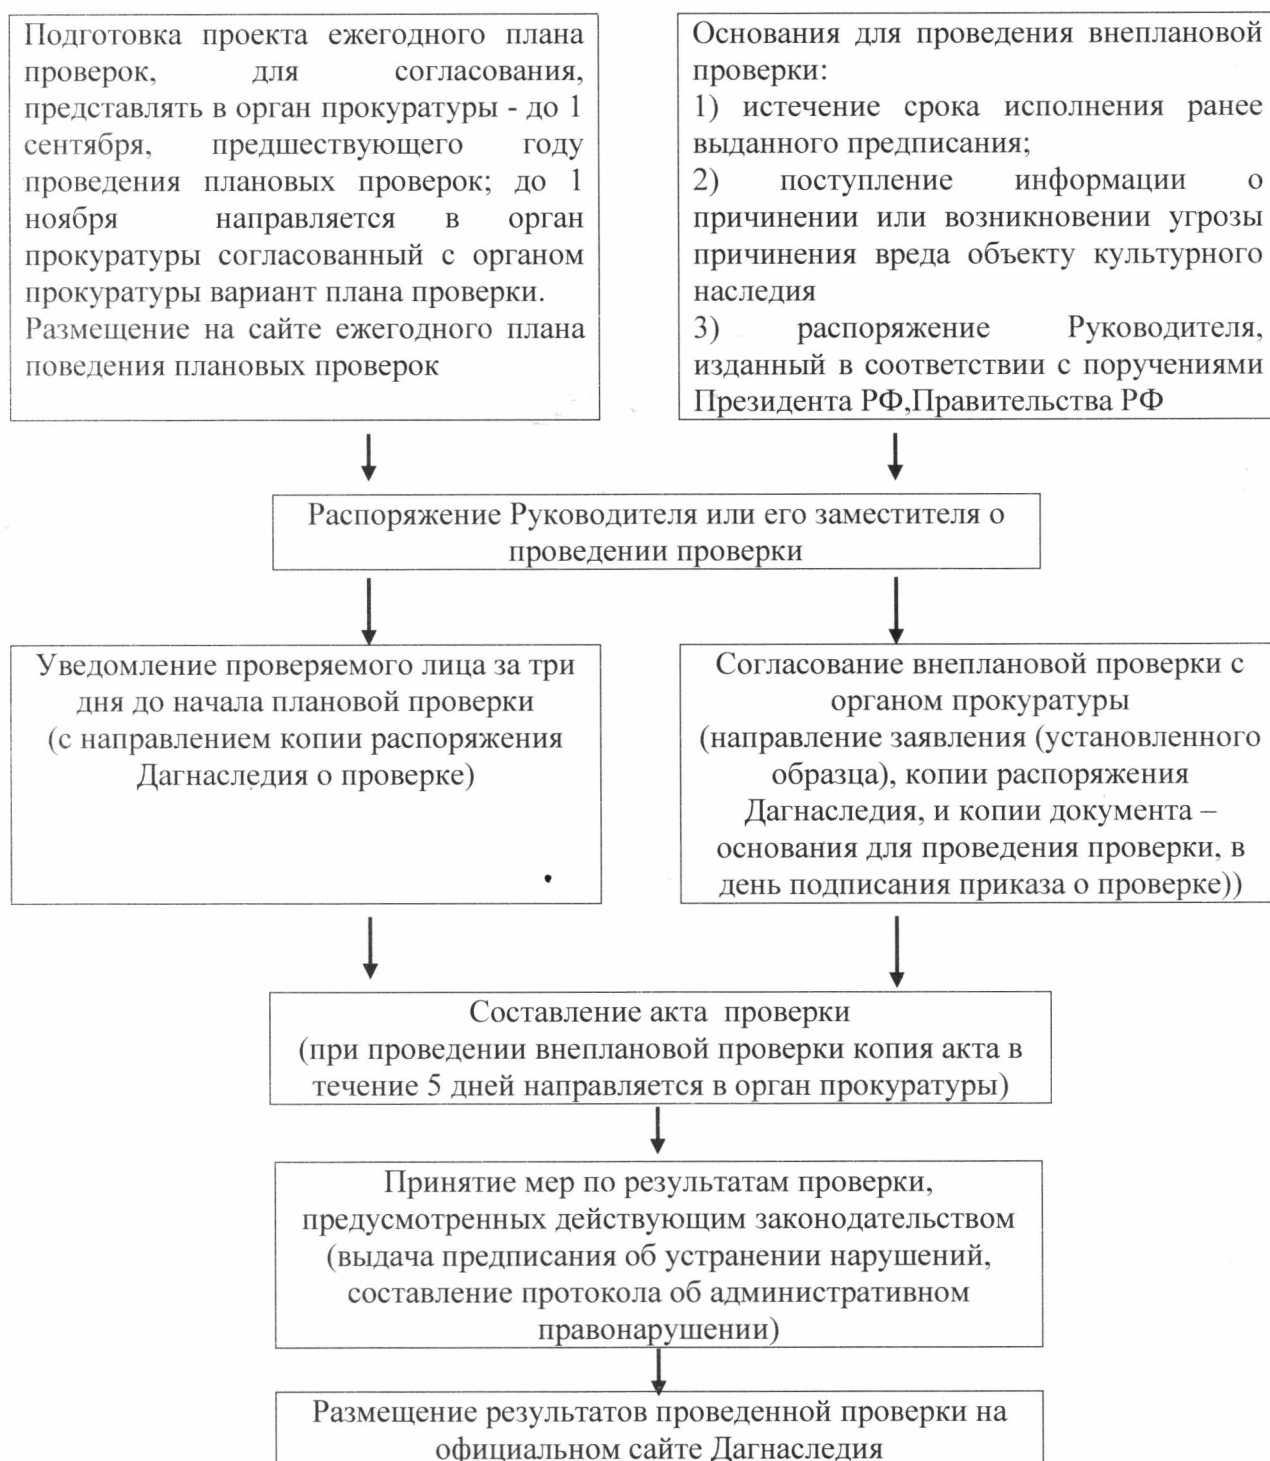 Подготовка проекта ежегодного плана
проверок, для согласования,
представлять в орган прокуратуры - до 1
сентября, предшествующего году
проведения плановых проверок; до 1
ноября направляется в орган
прокуратуры согласованный с органом
прокуратуры вариант плана проверки.
Размещение на сайте ежегодного плана
поведения плановых проверок
Основания для проведения внеплановой
проверки:
1) истечение срока исполнения ранее
выданного предписания;
2) поступление информации о
причинении или возникновении угрозы
причинения вреда объекту культурного
наследия
3) распоряжение Руководителя,
изданный в соответствии с поручениями
Президента РФ,Правительства РФ
Распоряжение Руководителя или его заместителя о
проведении проверки
Уведомление проверяемого лица за три
дня до начала плановой проверки
(с направлением копии распоряжения
Дагнаследия о проверке)
Согласование внеплановой проверки с
органом прокуратуры
(направление заявления (установленного
образца), копии распоряжения
Дагнаследия, и копии документа –
основания для проведения проверки, в
день подписания приказа о проверке))
Составление акта проверки
(при проведении внеплановой проверки копия акта в
течение 5 дней направляется в орган прокуратуры)
Принятие мер по результатам проверки,
предусмотренных действующим законодательством
(выдача предписания об устранении нарушений,
составление протокола об административном
правонарушении)
Размещение результатов проведенной проверки на
официальном сайте Дагнаследия